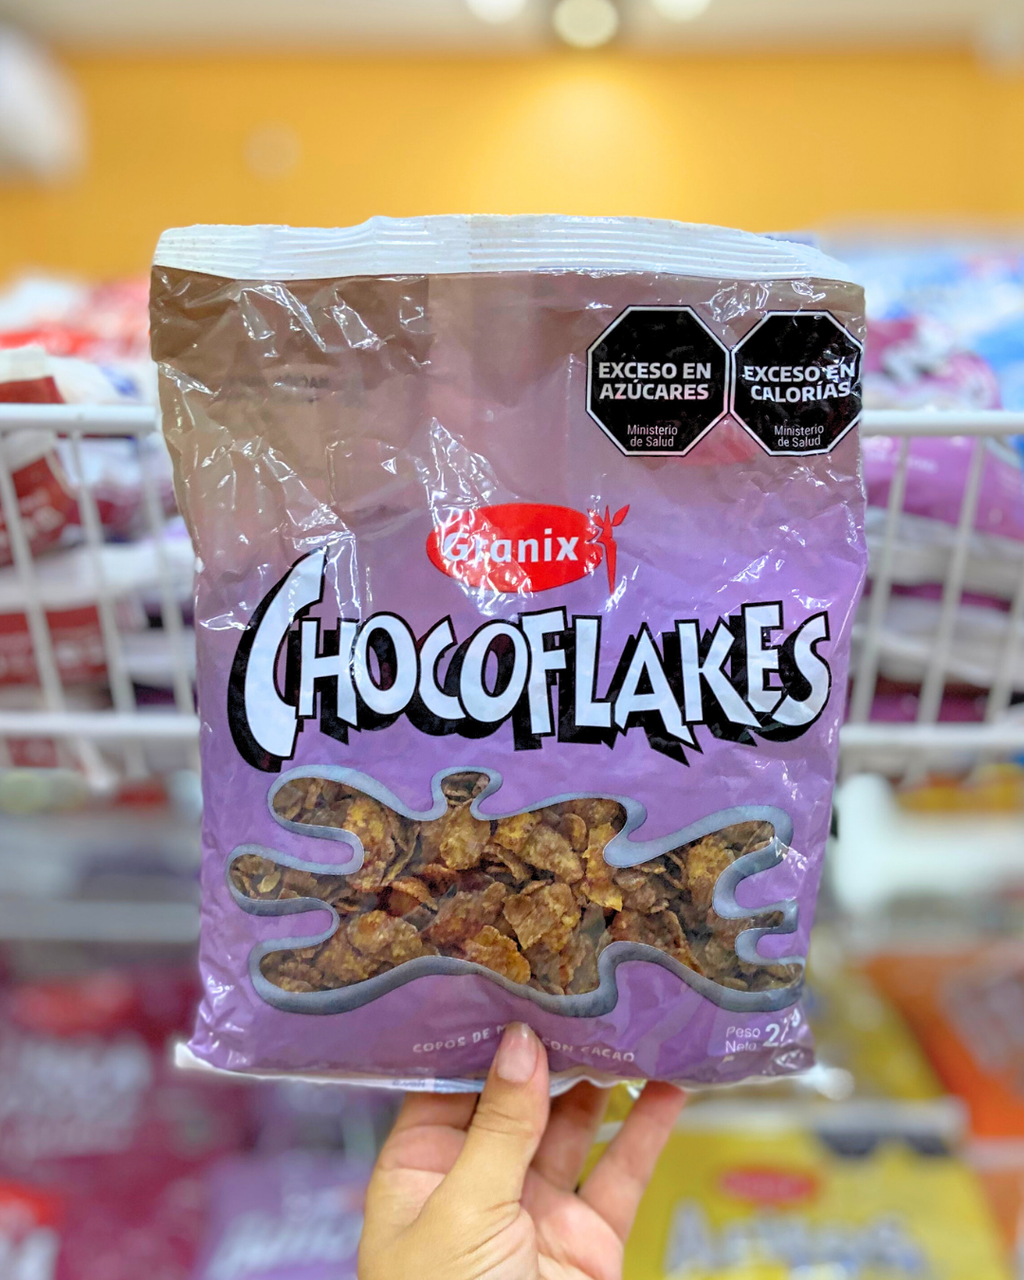 EXCESO EN
AZÚCARES
Ministerio
de Salud
EXCESO EN
CALORÍAS
Ministerio
de Salud
Granix
CHOCOFLAKES
COPOS DE CON CACAO
Peso
Neto